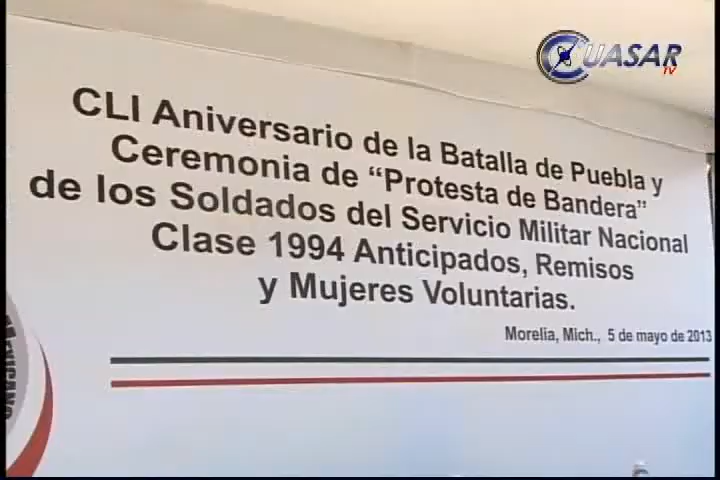 CUASAR
TV
CLI Aniversario de la Batalla de Puebla y
Ceremonia de “Protesta de Bandera”
de los Soldados del Servicio Militar Nacional
Clase 1994 Anticipados, Remisos
y Mujeres Voluntarias.
Morelia, Mich., 5 de mayo de 2013